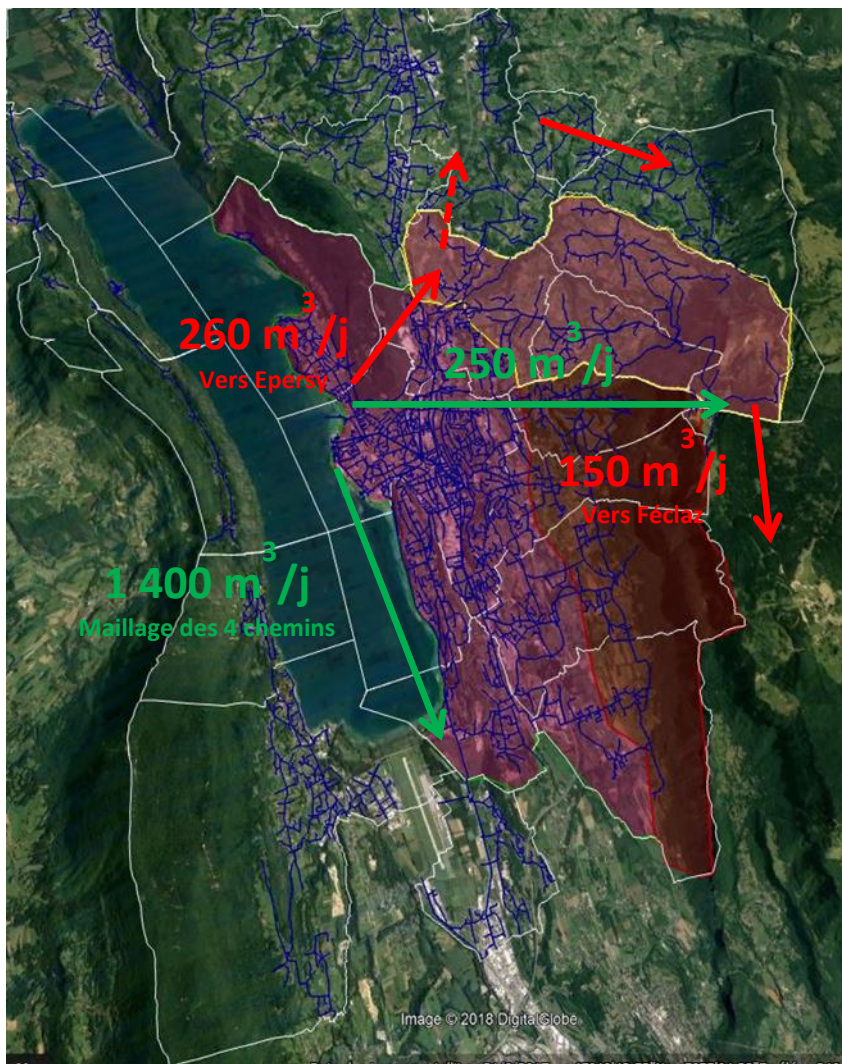 260 m³/j
Vers Epersy
250 m³/j
150 m³/j
Vers Féclaz
1 400 m³/j
Maillage des 4 chemins
Image © 2018 DigitalGlobe